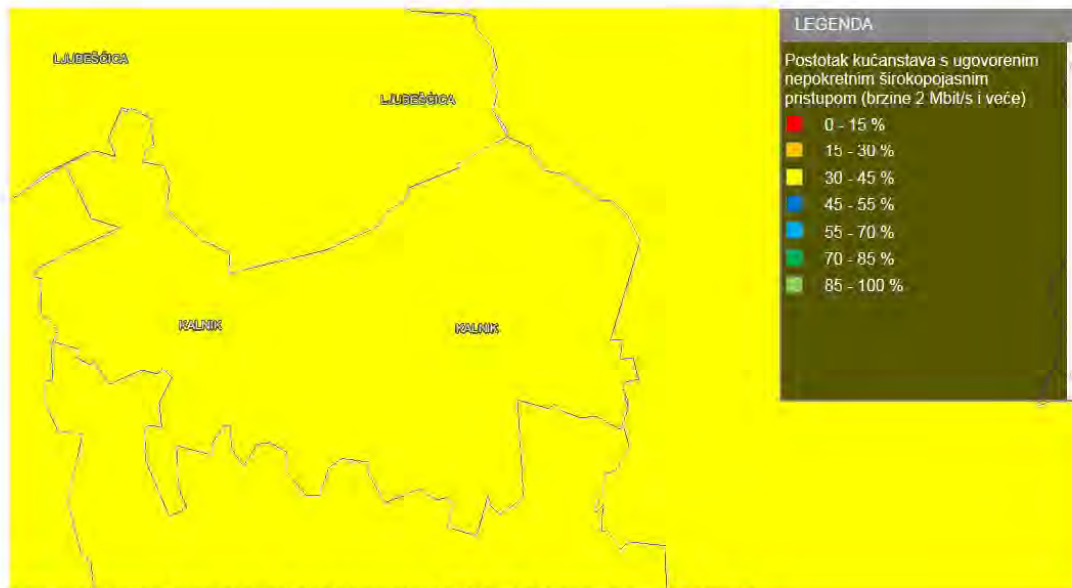 LJUBEŠĆICA
LJUBEŠĆICA
KALNIK
KALNIK
LEGENDA
Postotak kućanstava s ugovorenim
nepokretnim širokopojasnim
pristupom (brzine 2 Mbit/s i veće)
0 - 15 %
15 - 30 %
30 - 45 %
45 - 55 %
55 - 70 %
70 - 85 %
85 - 100 %